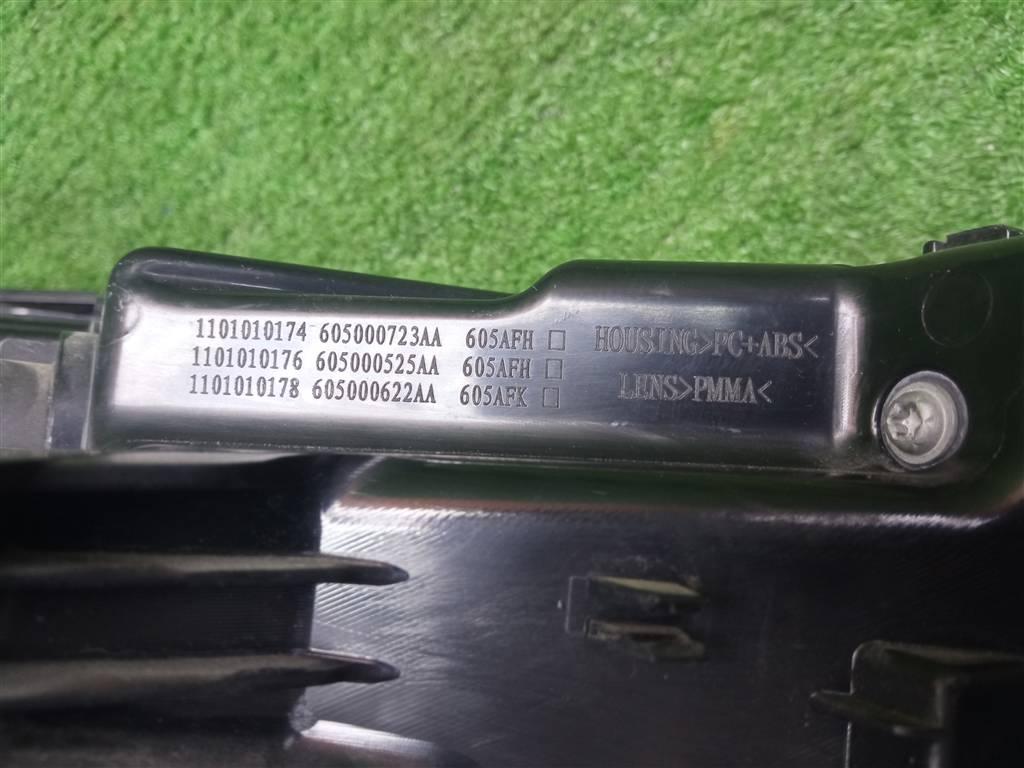 1101010174 605000723AA 605AFH □ HOUSING>PC+ABS<
1101010176 605000525AA 605AFH □
1101010178 605000622AA 605AFK □ LENS>PMMA<